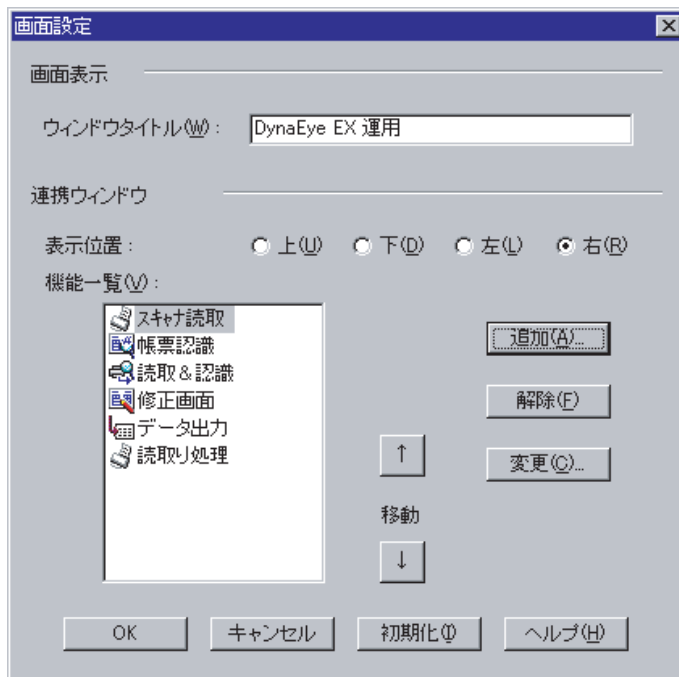 画面設定
画面表示
ウィンドウタイトル(W): DynaEye EX 運用
連携ウィンドウ
表示位置: 上(U) 下(D) 左(L) 右(R)
機能一覧(V):
スキャナ読取
帳票認識
読取&認識
修正画面
データ出力
読取り処理
追加(A)...
解除(F)
変更(C)...
↑
移動
↓
OK キャンセル 初期化(I) ヘルプ(H)